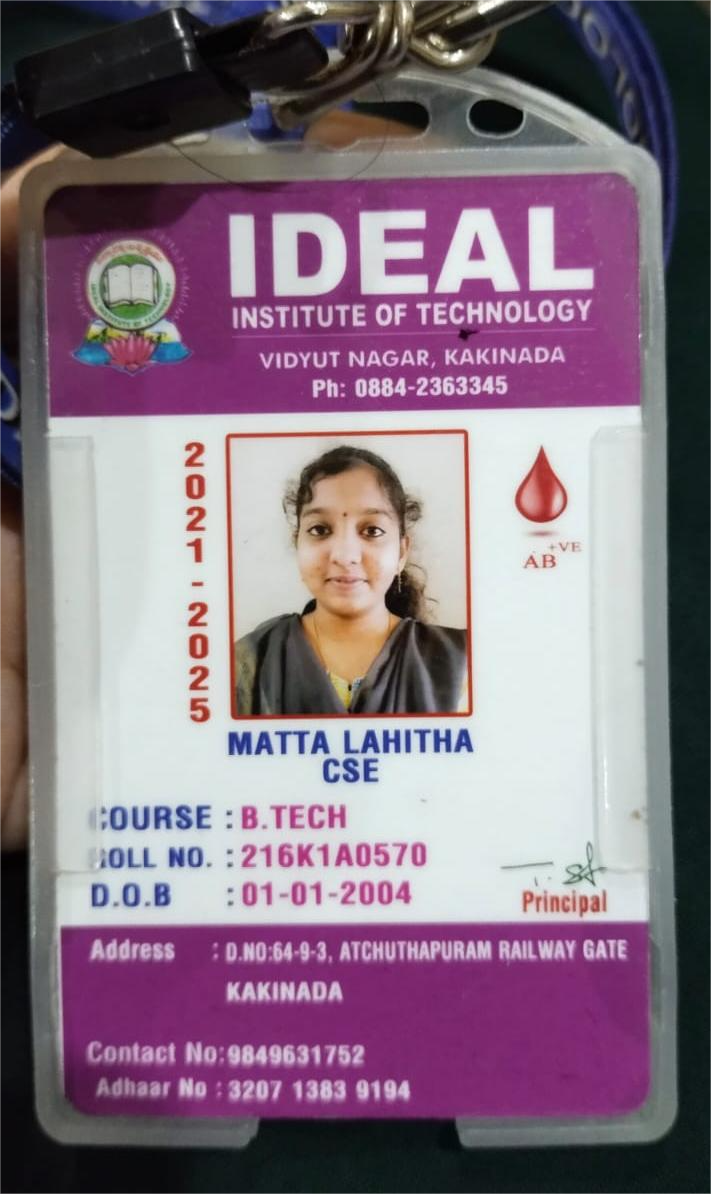 IDEAL
INSTITUTE OF TECHNOLOGY
VIDYUT NAGAR, KAKINADA
Ph: 0884-2363345
2021-2025
+VE
AB
MATTA LAHITHA
CSE
COURSE : B.TECH
ROLL NO. : 216K1A0570
D.O.B : 01-01-2004
Principal
Address : D.NO:64-9-3, ATCHUTHAPURAM RAILWAY GATE
KAKINADA
Contact No:9849631752
Adhaar No : 3207 1383 9194